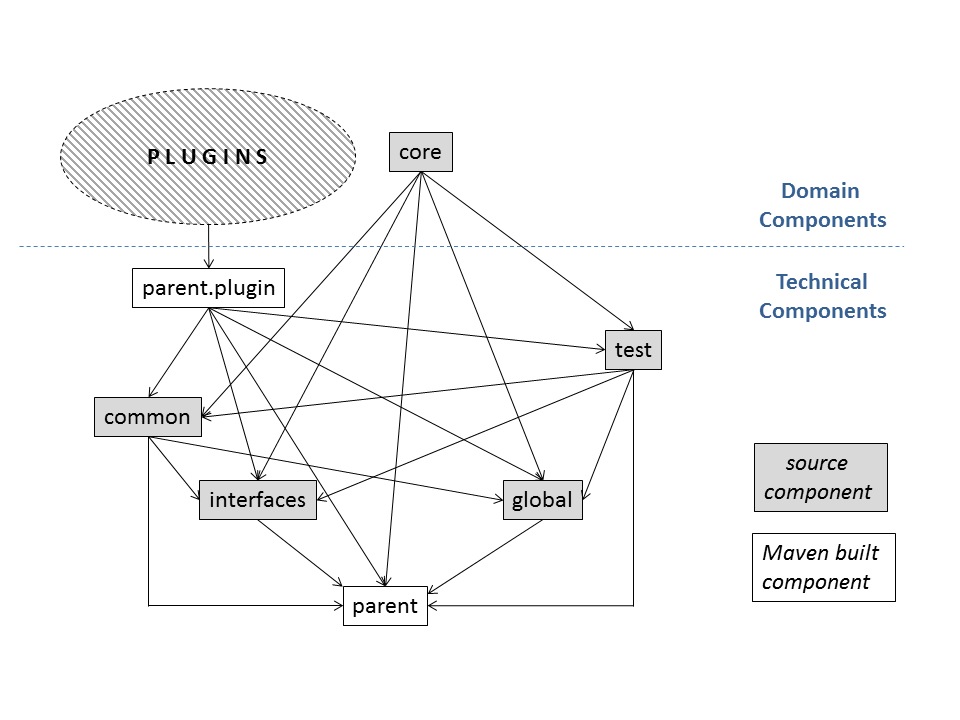 PLUGINS
core
Domain
Components
parent.plugin
Technical
Components
test
common
source
component
interfaces
global
Maven built
component
parent